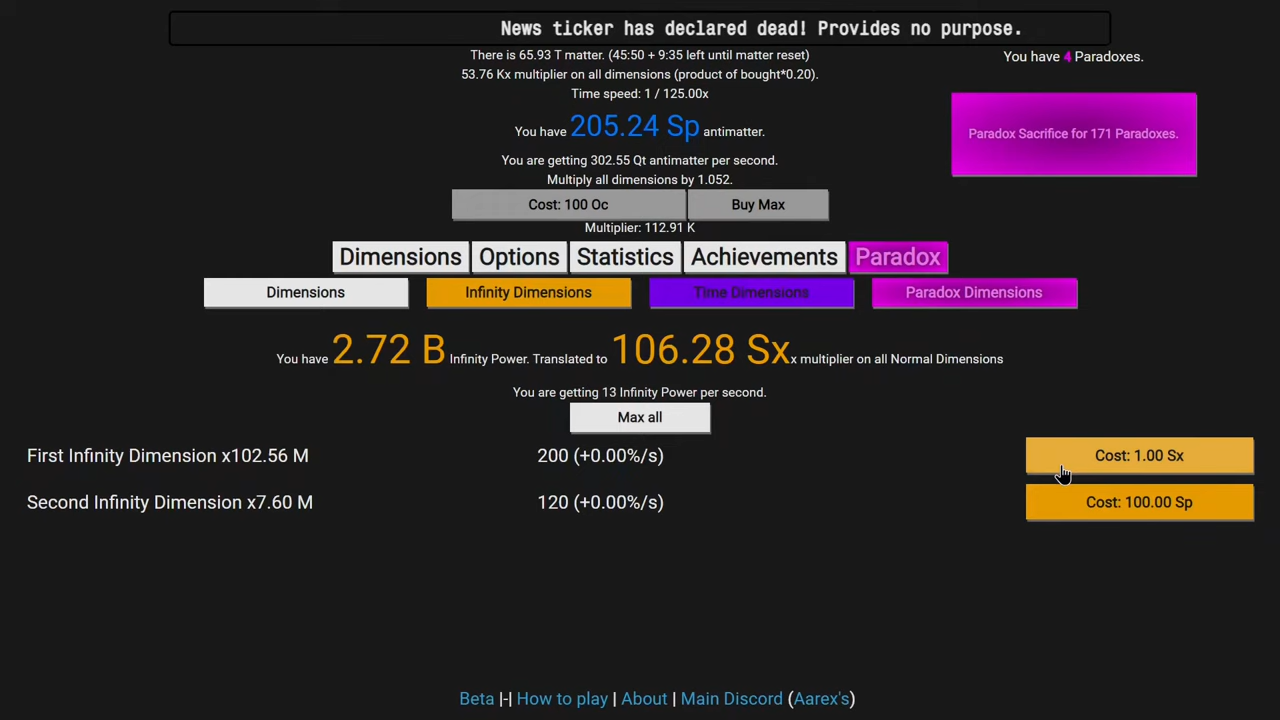 News ticker has declared dead! Provides no purpose.
There is 65.93 T matter. (45:50 + 9:35 left until matter reset)
You have 4 Paradoxes.
53.76 Kx multiplier on all dimensions (product of bought*0.20).
Time speed: 1 / 125.00x
You have 205.24 Sp antimatter.
Paradox Sacrifice for 171 Paradoxes.
You are getting 302.55 Qt antimatter per second.
Multiply all dimensions by 1.052.
Cost: 100 Oc Buy Max
Multiplier: 112.91 K
Dimensions Options Statistics Achievements Paradox
Dimensions Infinity Dimensions Time Dimensions Paradox Dimensions
You have 2.72 B Infinity Power. Translated to 106.28 Sxx multiplier on all Normal Dimensions
You are getting 13 Infinity Power per second.
Max all
First Infinity Dimension x102.56 M 200 (+0.00%/s) Cost: 1.00 Sx
Second Infinity Dimension x7.60 M 120 (+0.00%/s) Cost: 100.00 Sp
Beta |-| How to play | About | Main Discord (Aarex's)